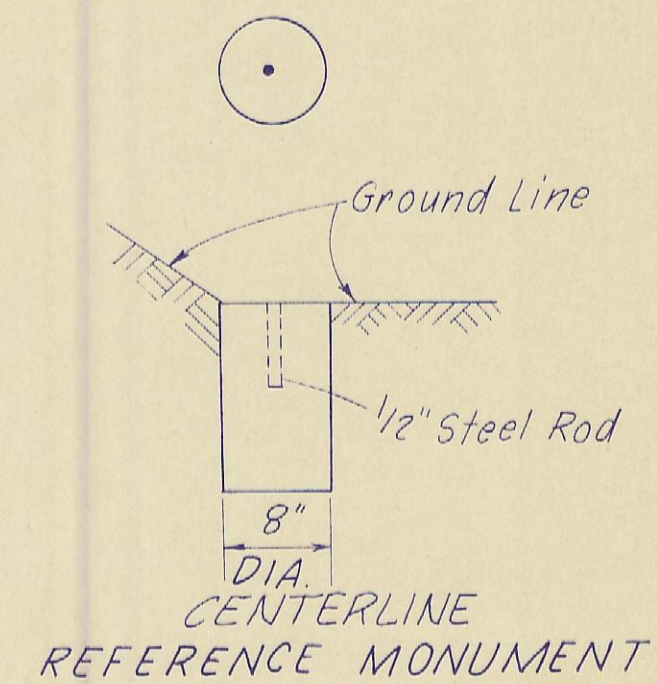 Ground Line
1/2" Steel Rod
8"
DIA.
CENTERLINE
REFERENCE MONUMENT